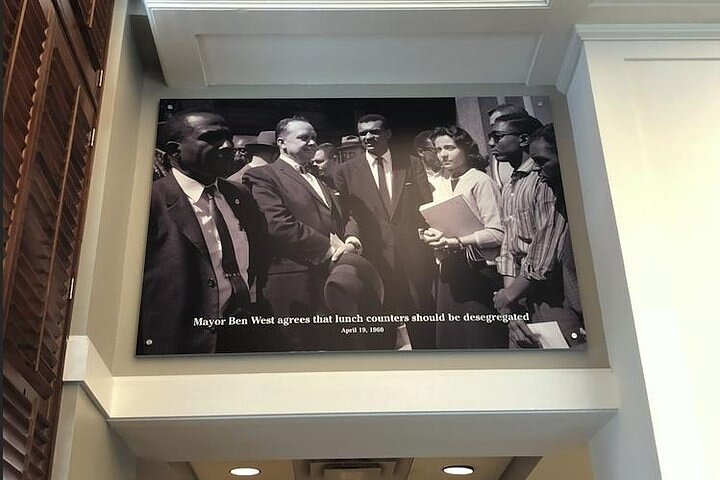 Mayor Ben West agrees that lunch counters should be desegregated
April 19, 1960